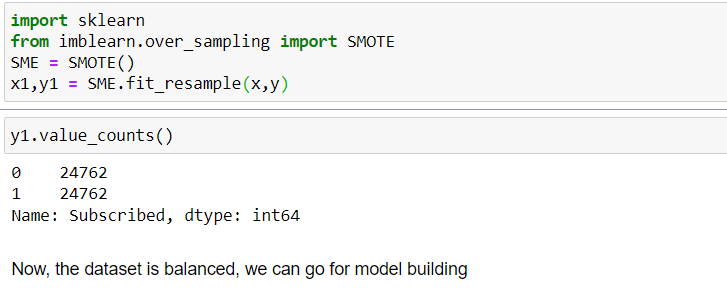 import sklearn
from imblearn.over_sampling import SMOTE
SME = SMOTE()
x1,y1 = SME.fit_resample(x,y)
y1.value_counts()
0    24762
1    24762
Name: Subscribed, dtype: int64
Now, the dataset is balanced, we can go for model building